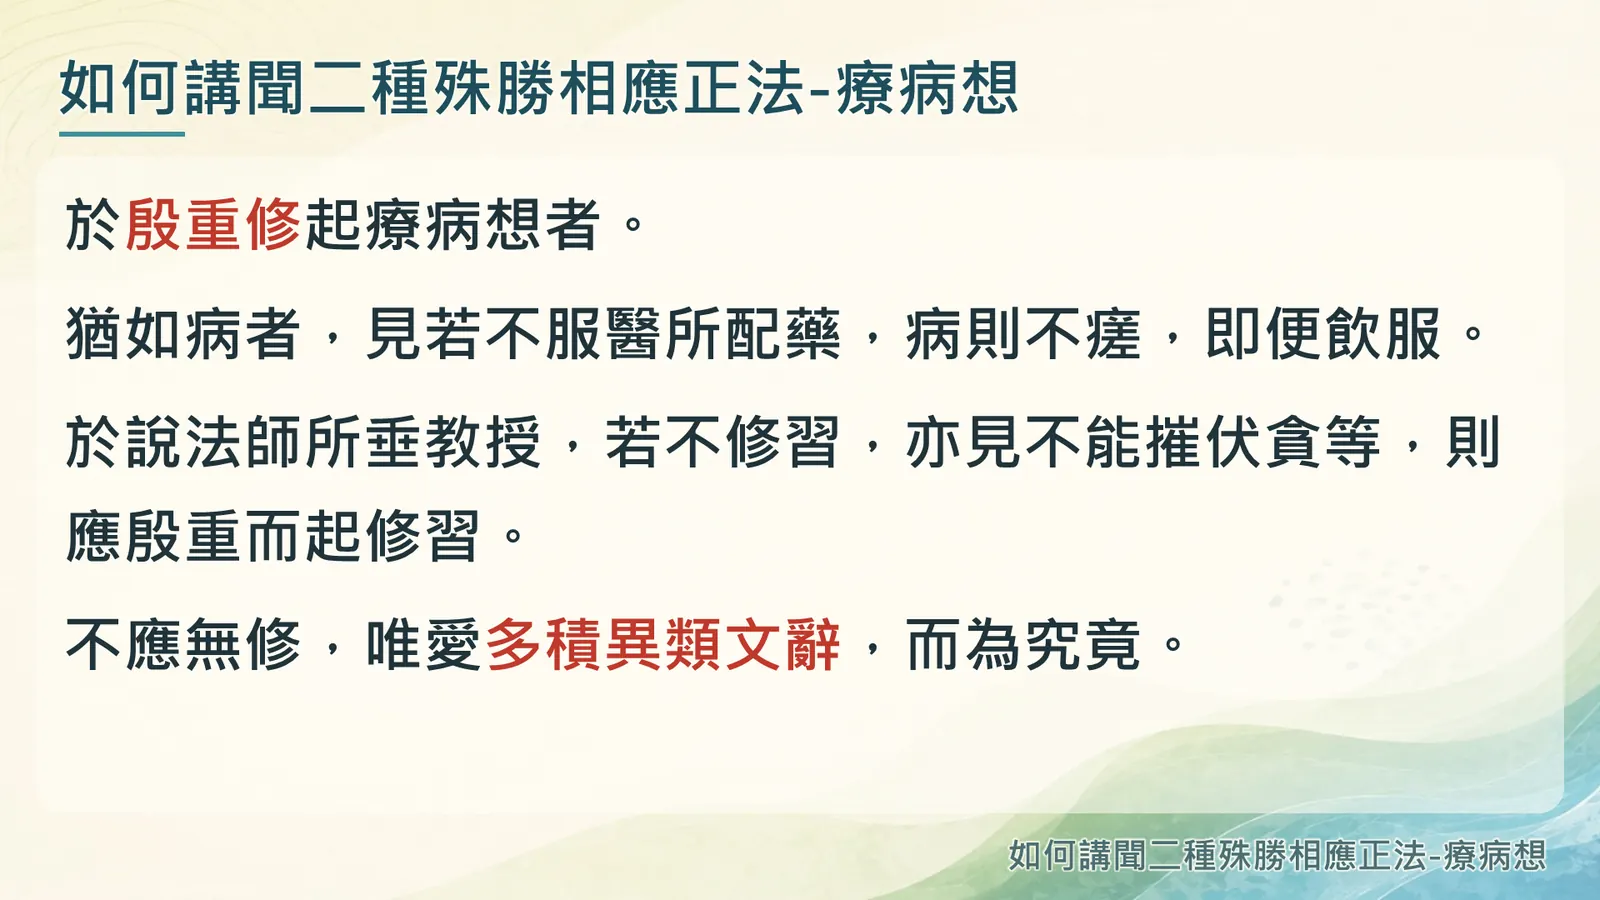 如何講聞二種殊勝相應正法-療病想
於殷重修起療病想者。
猶如病者，見若不服醫所配藥，病則不瘥，即便飲服。
於說法師所垂教授，若不修習，亦見不能摧伏貪等，則
應殷重而起修習。
不應無修，唯愛多積異類文辭，而為究竟。
如何講聞二種殊勝相應正法-療病想